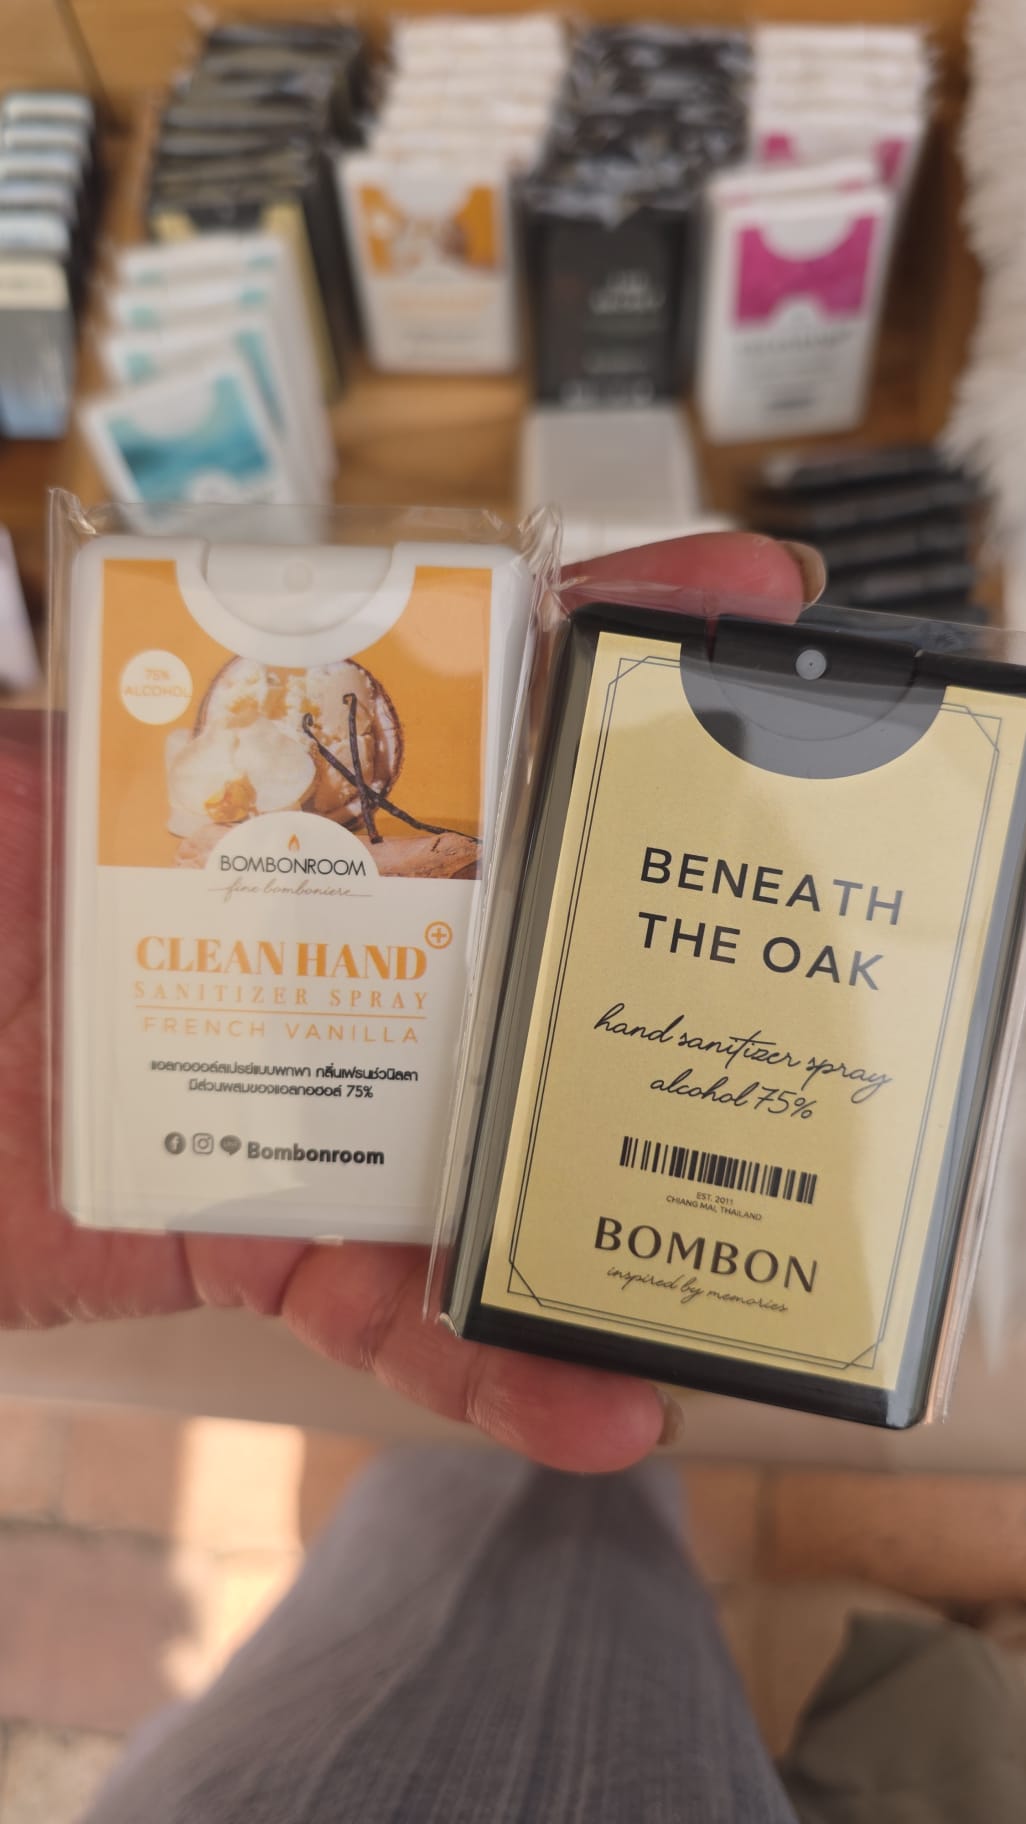 75%
ALCOHOL
BOMBONROOM
fine bomboniere
CLEAN HAND
SANITIZER SPRAY
FRENCH VANILLA
แอลกอฮอล์สเปรย์แบบพกพา กลิ่นเฟรนช์วนิลลา
มีส่วนผสมของแอลกอฮอล์ 75%
Bombonroom
BENEATH
THE OAK
hand sanitizer spray
alcohol 75%
EST. 2011
CHIANG MAI, THAILAND
BOMBON
inspired by memories